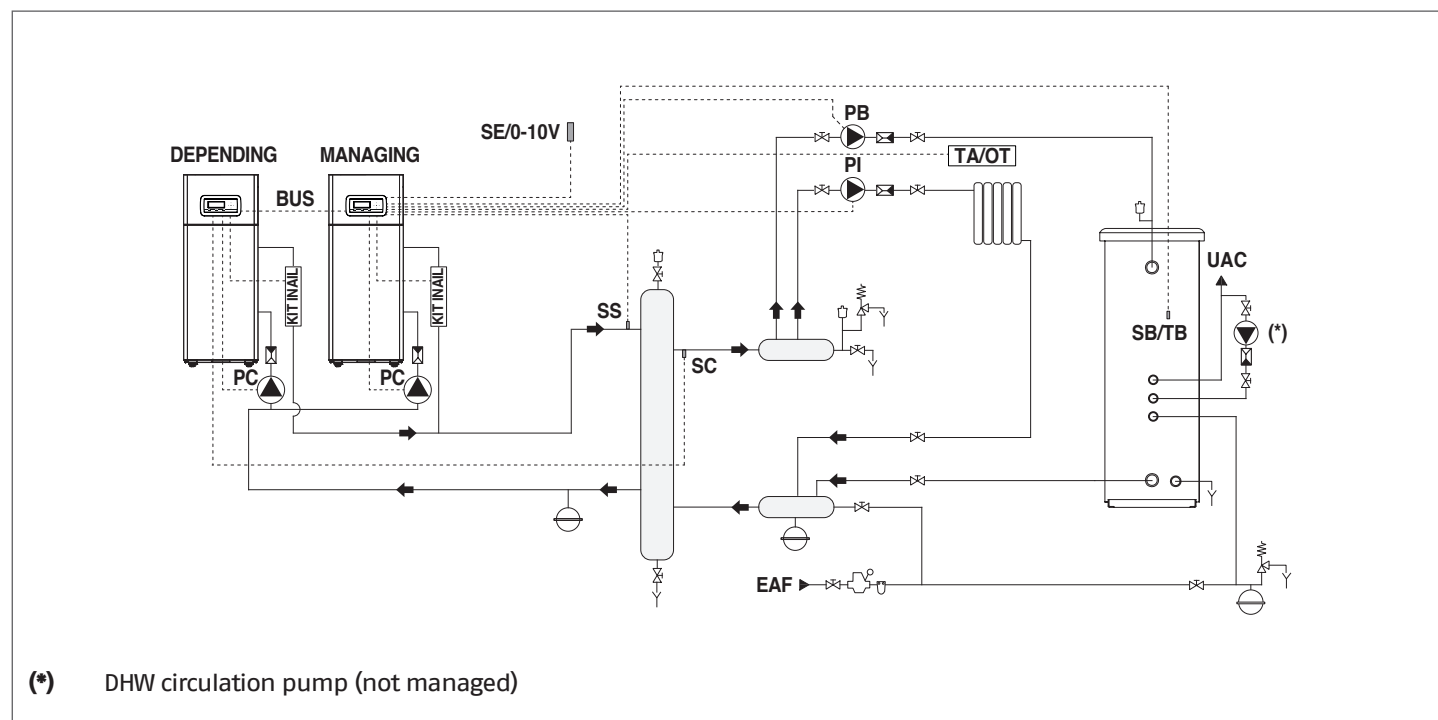 SE/0-10V
PB
DEPENDING
MANAGING
TA/OT
PI
BUS
UAC
KIT INAIL
KIT INAIL
SS
SB/TB
(*)
SC
PC
PC
EAF
(*) DHW circulation pump (not managed)